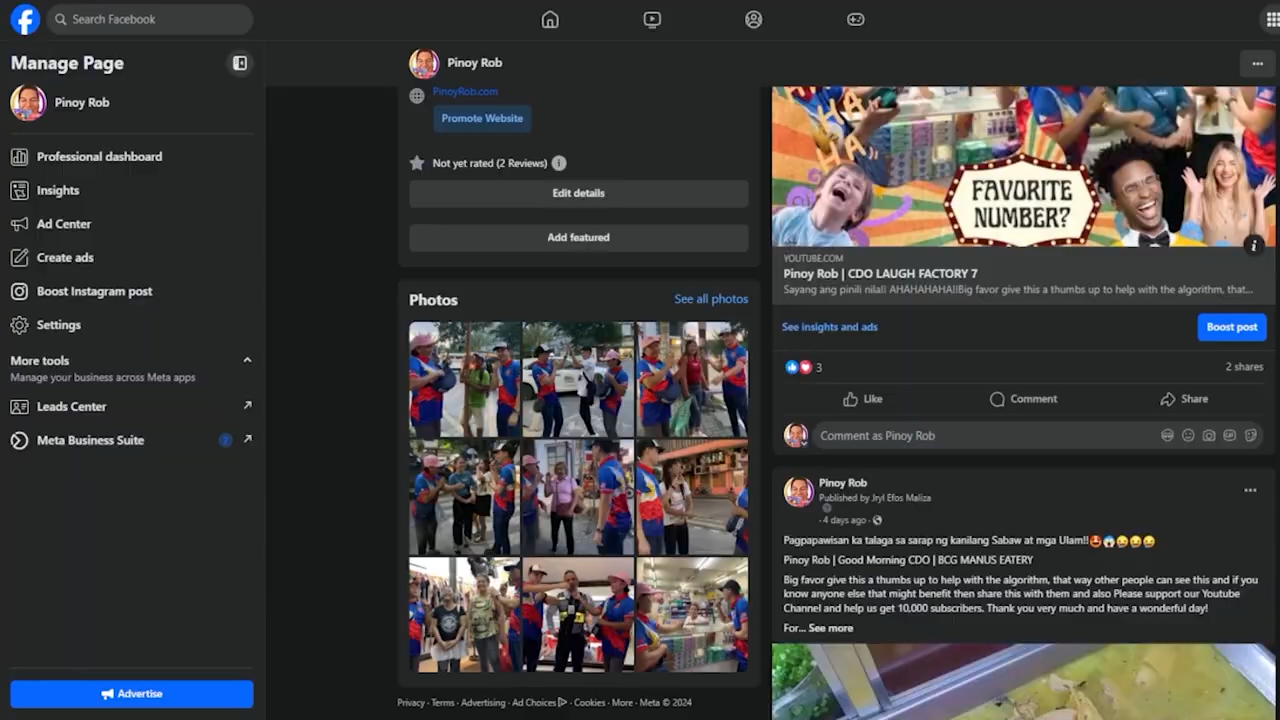 Search Facebook
Manage Page
Pinoy Rob
Professional dashboard
Insights
Ad Center
Create ads
Boost Instagram post
Settings
More tools
Manage your business across Meta apps
Leads Center
Meta Business Suite
Advertise
Pinoy Rob
PinoyRob.com
Promote Website
Not yet rated (2 Reviews)
Edit details
Add featured
Photos
See all photos
Privacy · Terms · Advertising · Ad Choices · Cookies · More · Meta © 2024
HA
HA
FAVORITE
NUMBER?
YOUTUBE.COM
Pinoy Rob | CDO LAUGH FACTORY 7
Sayang ang pinili nila!! AHAHAHAHA!!Big favor give this a thumbs up to help with the algorithm, that...
See insights and ads
Boost post
3
2 shares
Like
Comment
Share
Comment as Pinoy Rob
Pinoy Rob
Published by Jryl Efos Maliza
· 4 days ago ·
Pagpapawisan ka talaga sa sarap ng kanilang Sabaw at mga Ulam!!
Pinoy Rob | Good Morning CDO | BCG MANUS EATERY
Big favor give this a thumbs up to help with the algorithm, that way other people can see this and if you
know anyone else that might benefit then share this with them and also Please support our Youtube
Channel and help us get 10,000 subscribers. Thank you very much and have a wonderful day!
For... See more